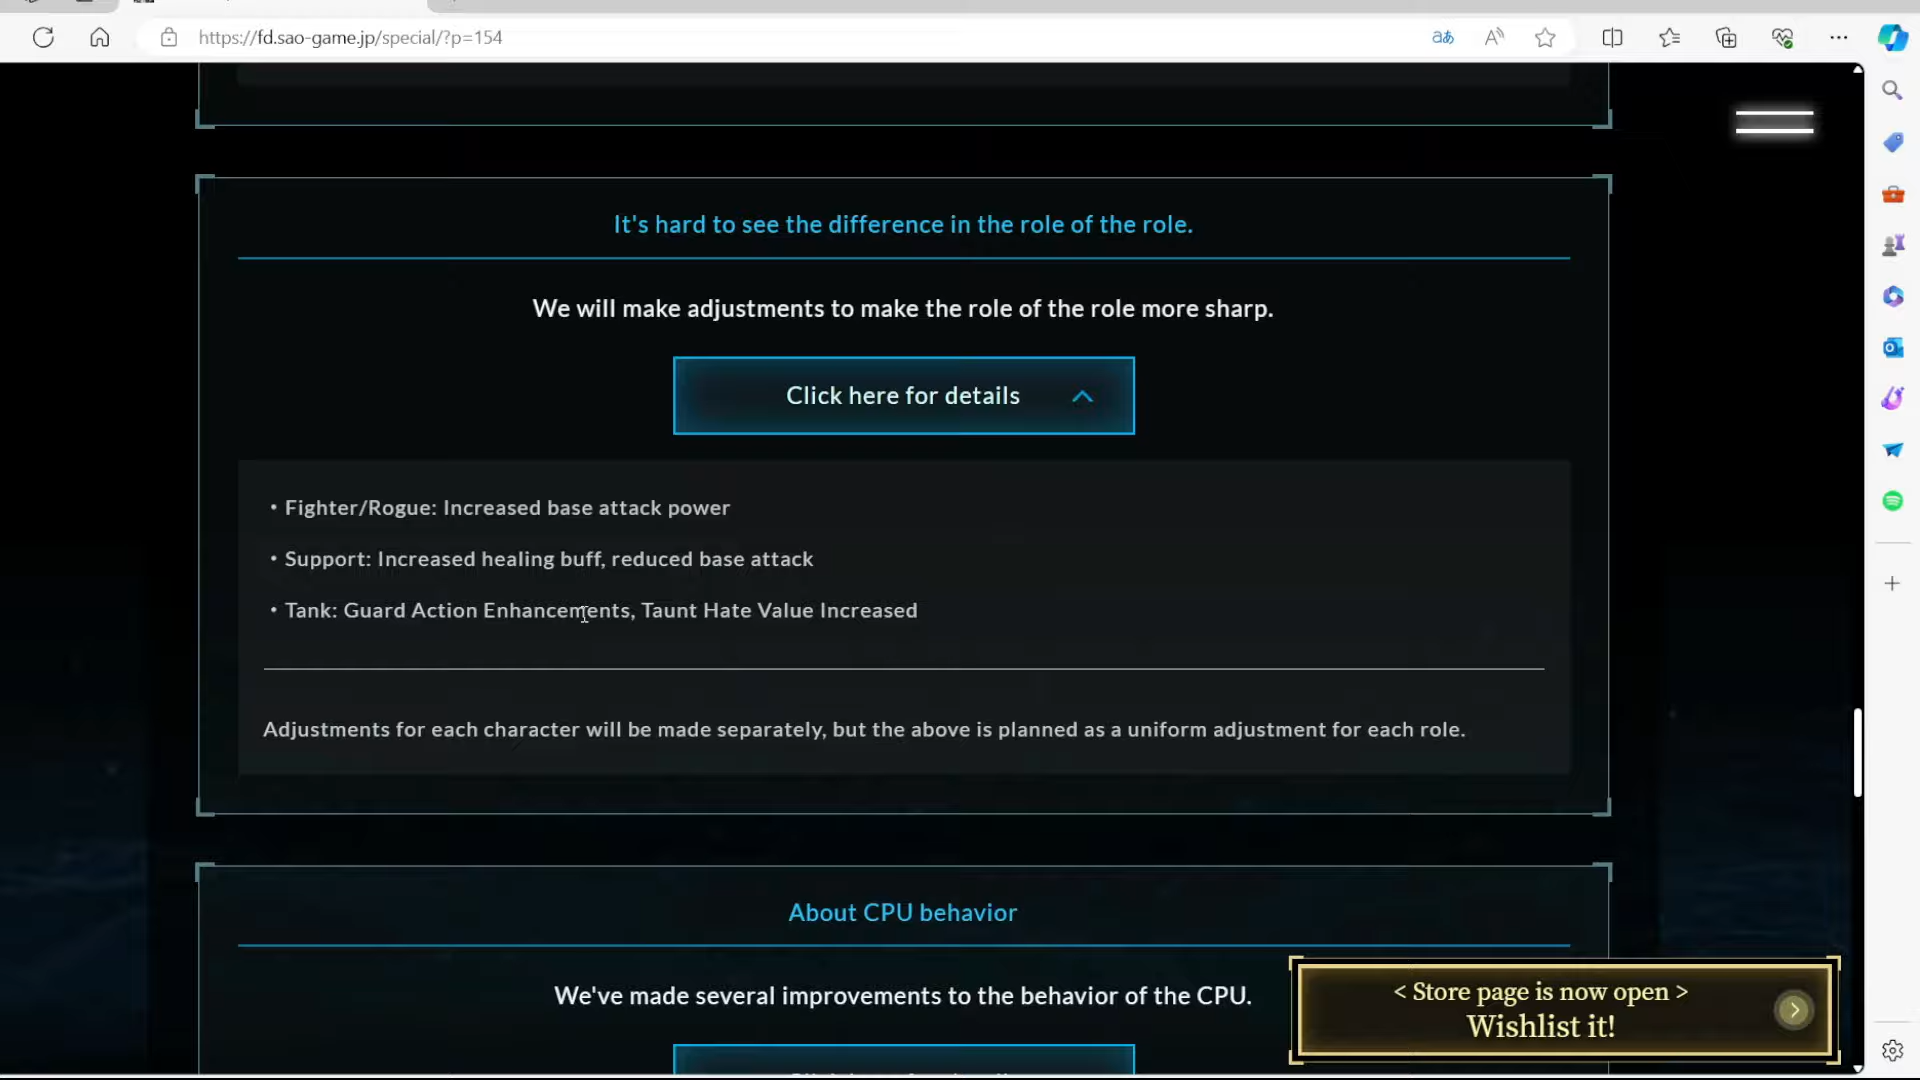 https://fd.sao-game.jp/special/?p=154
It's hard to see the difference in the role of the role.
We will make adjustments to make the role of the role more sharp.
Click here for details
・Fighter/Rogue: Increased base attack power
・Support: Increased healing buff, reduced base attack
・Tank: Guard Action Enhancements, Taunt Hate Value Increased
Adjustments for each character will be made separately, but the above is planned as a uniform adjustment for each role.
About CPU behavior
We've made several improvements to the behavior of the CPU.
< Store page is now open >
Wishlist it!